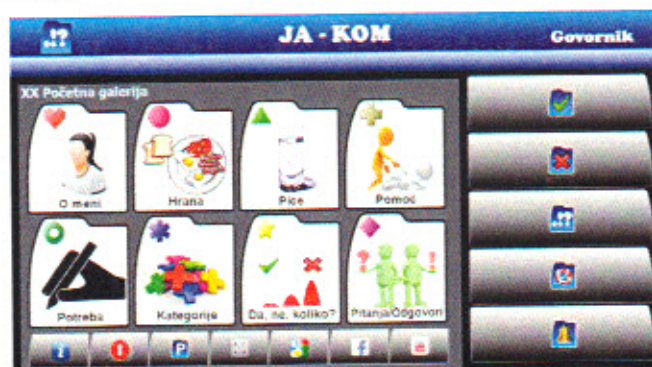 JA - KOM
Govornik
XX Početna galerija
O meni
Hrana
Piće
Pomoć
Potreba
Kategorije
Da, ne, koliko?
Pitanja/Odgovori